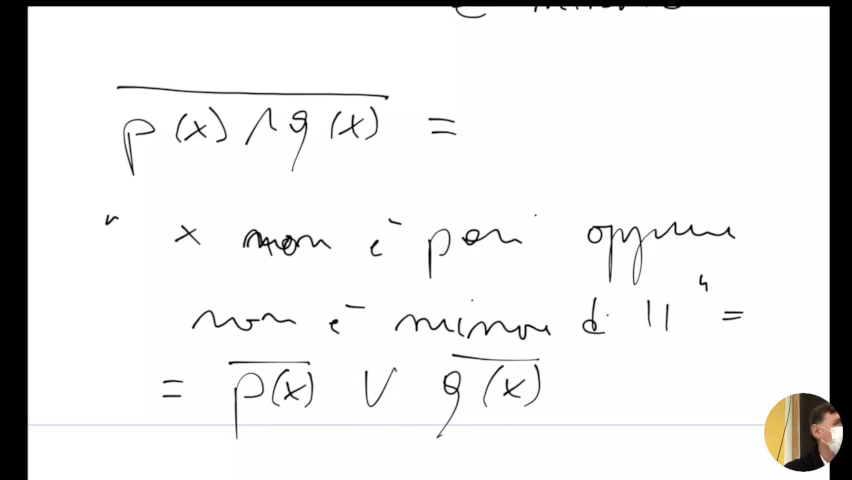 p(x) ∧ q(x) =
" x non è pari oppure
non è minore di 11 " =
= p(x) ∨ q(x)